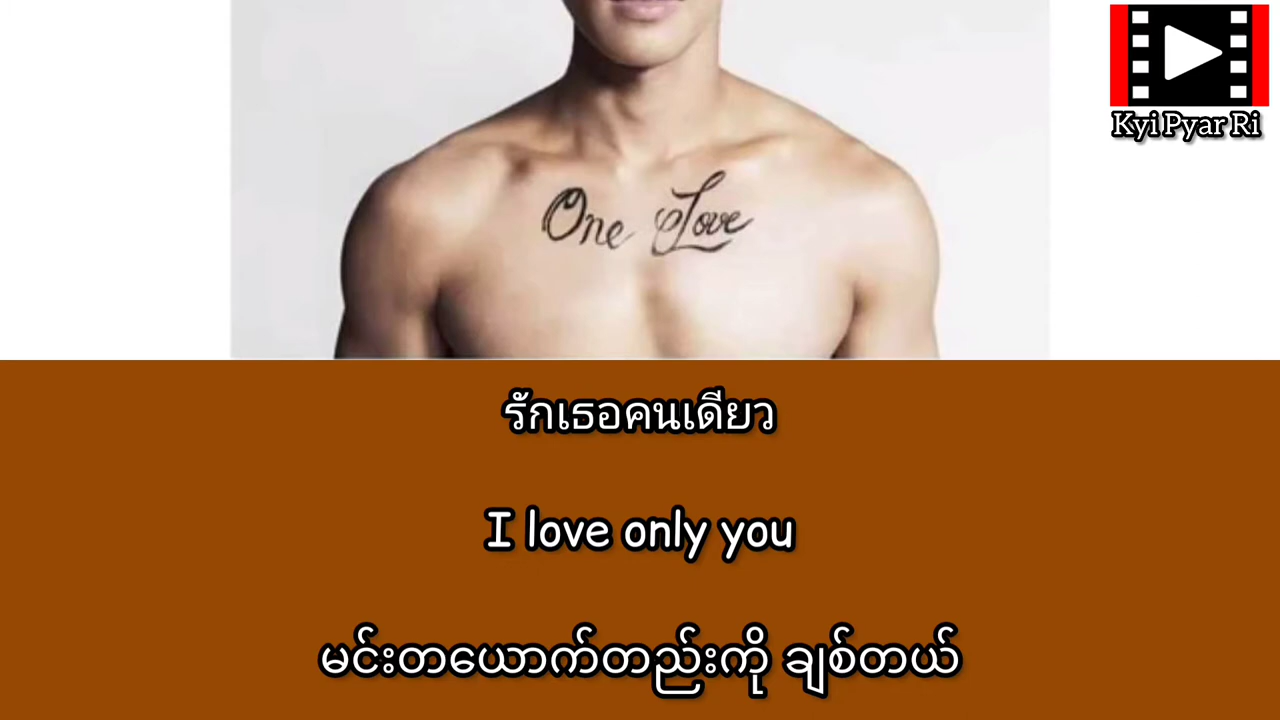 Kyi Pyar Ri
One Love
รักเธอคนเดียว
I love only you
မင်းတယောက်တည်းကို ချစ်တယ်